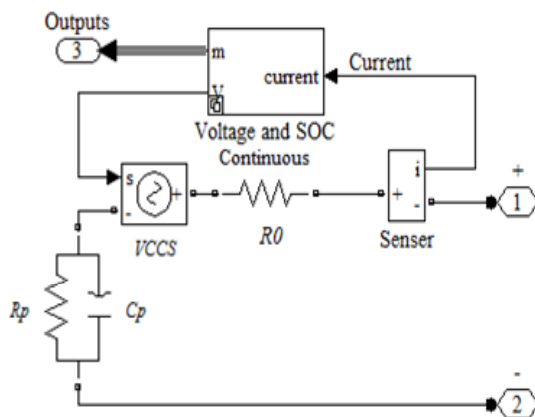 Outputs
3
m
current
V
Current
Voltage and SOC
Continuous
s
+
-
VCCS
R0
i
+
-
Senser
+
1
Rp
Cp
-
2